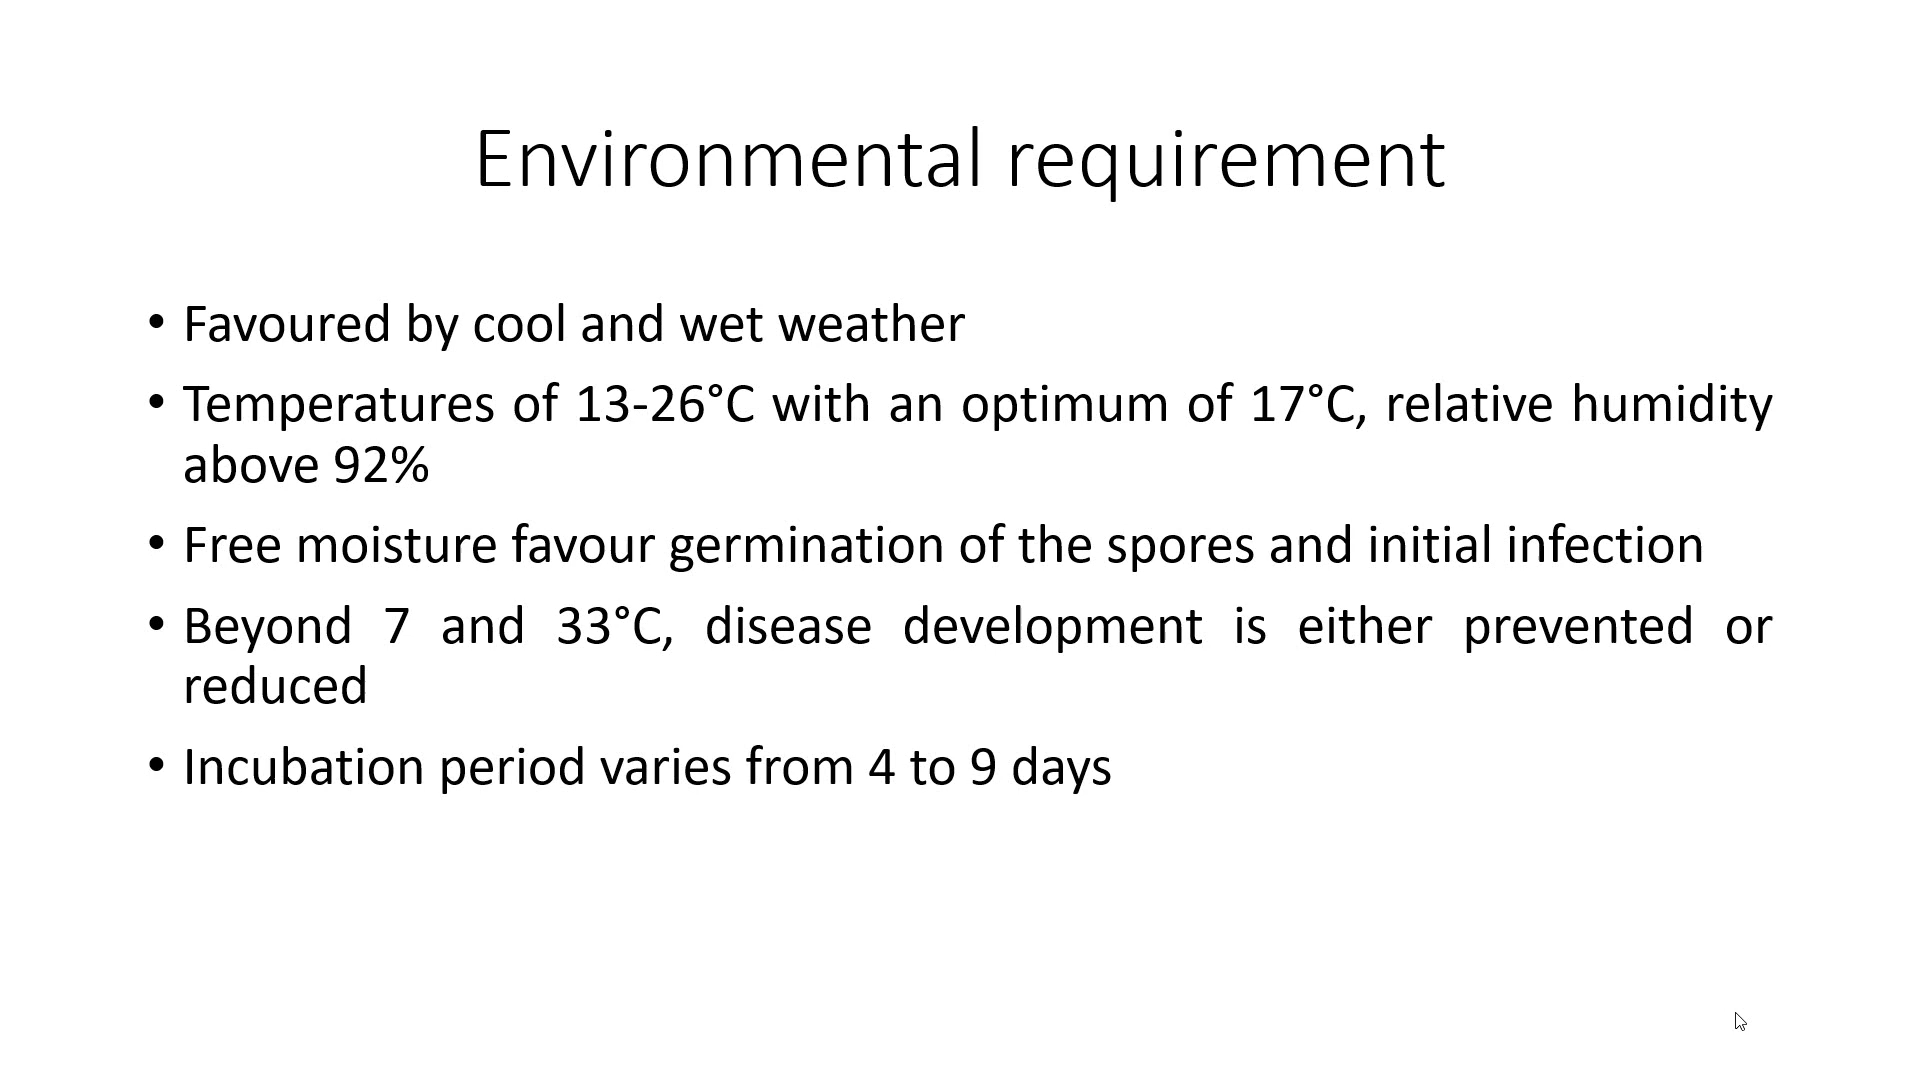 Environmental requirement
• Favoured by cool and wet weather
• Temperatures of 13-26°C with an optimum of 17°C, relative humidity
above 92%
• Free moisture favour germination of the spores and initial infection
• Beyond 7 and 33°C, disease development is either prevented or
reduced
• Incubation period varies from 4 to 9 days